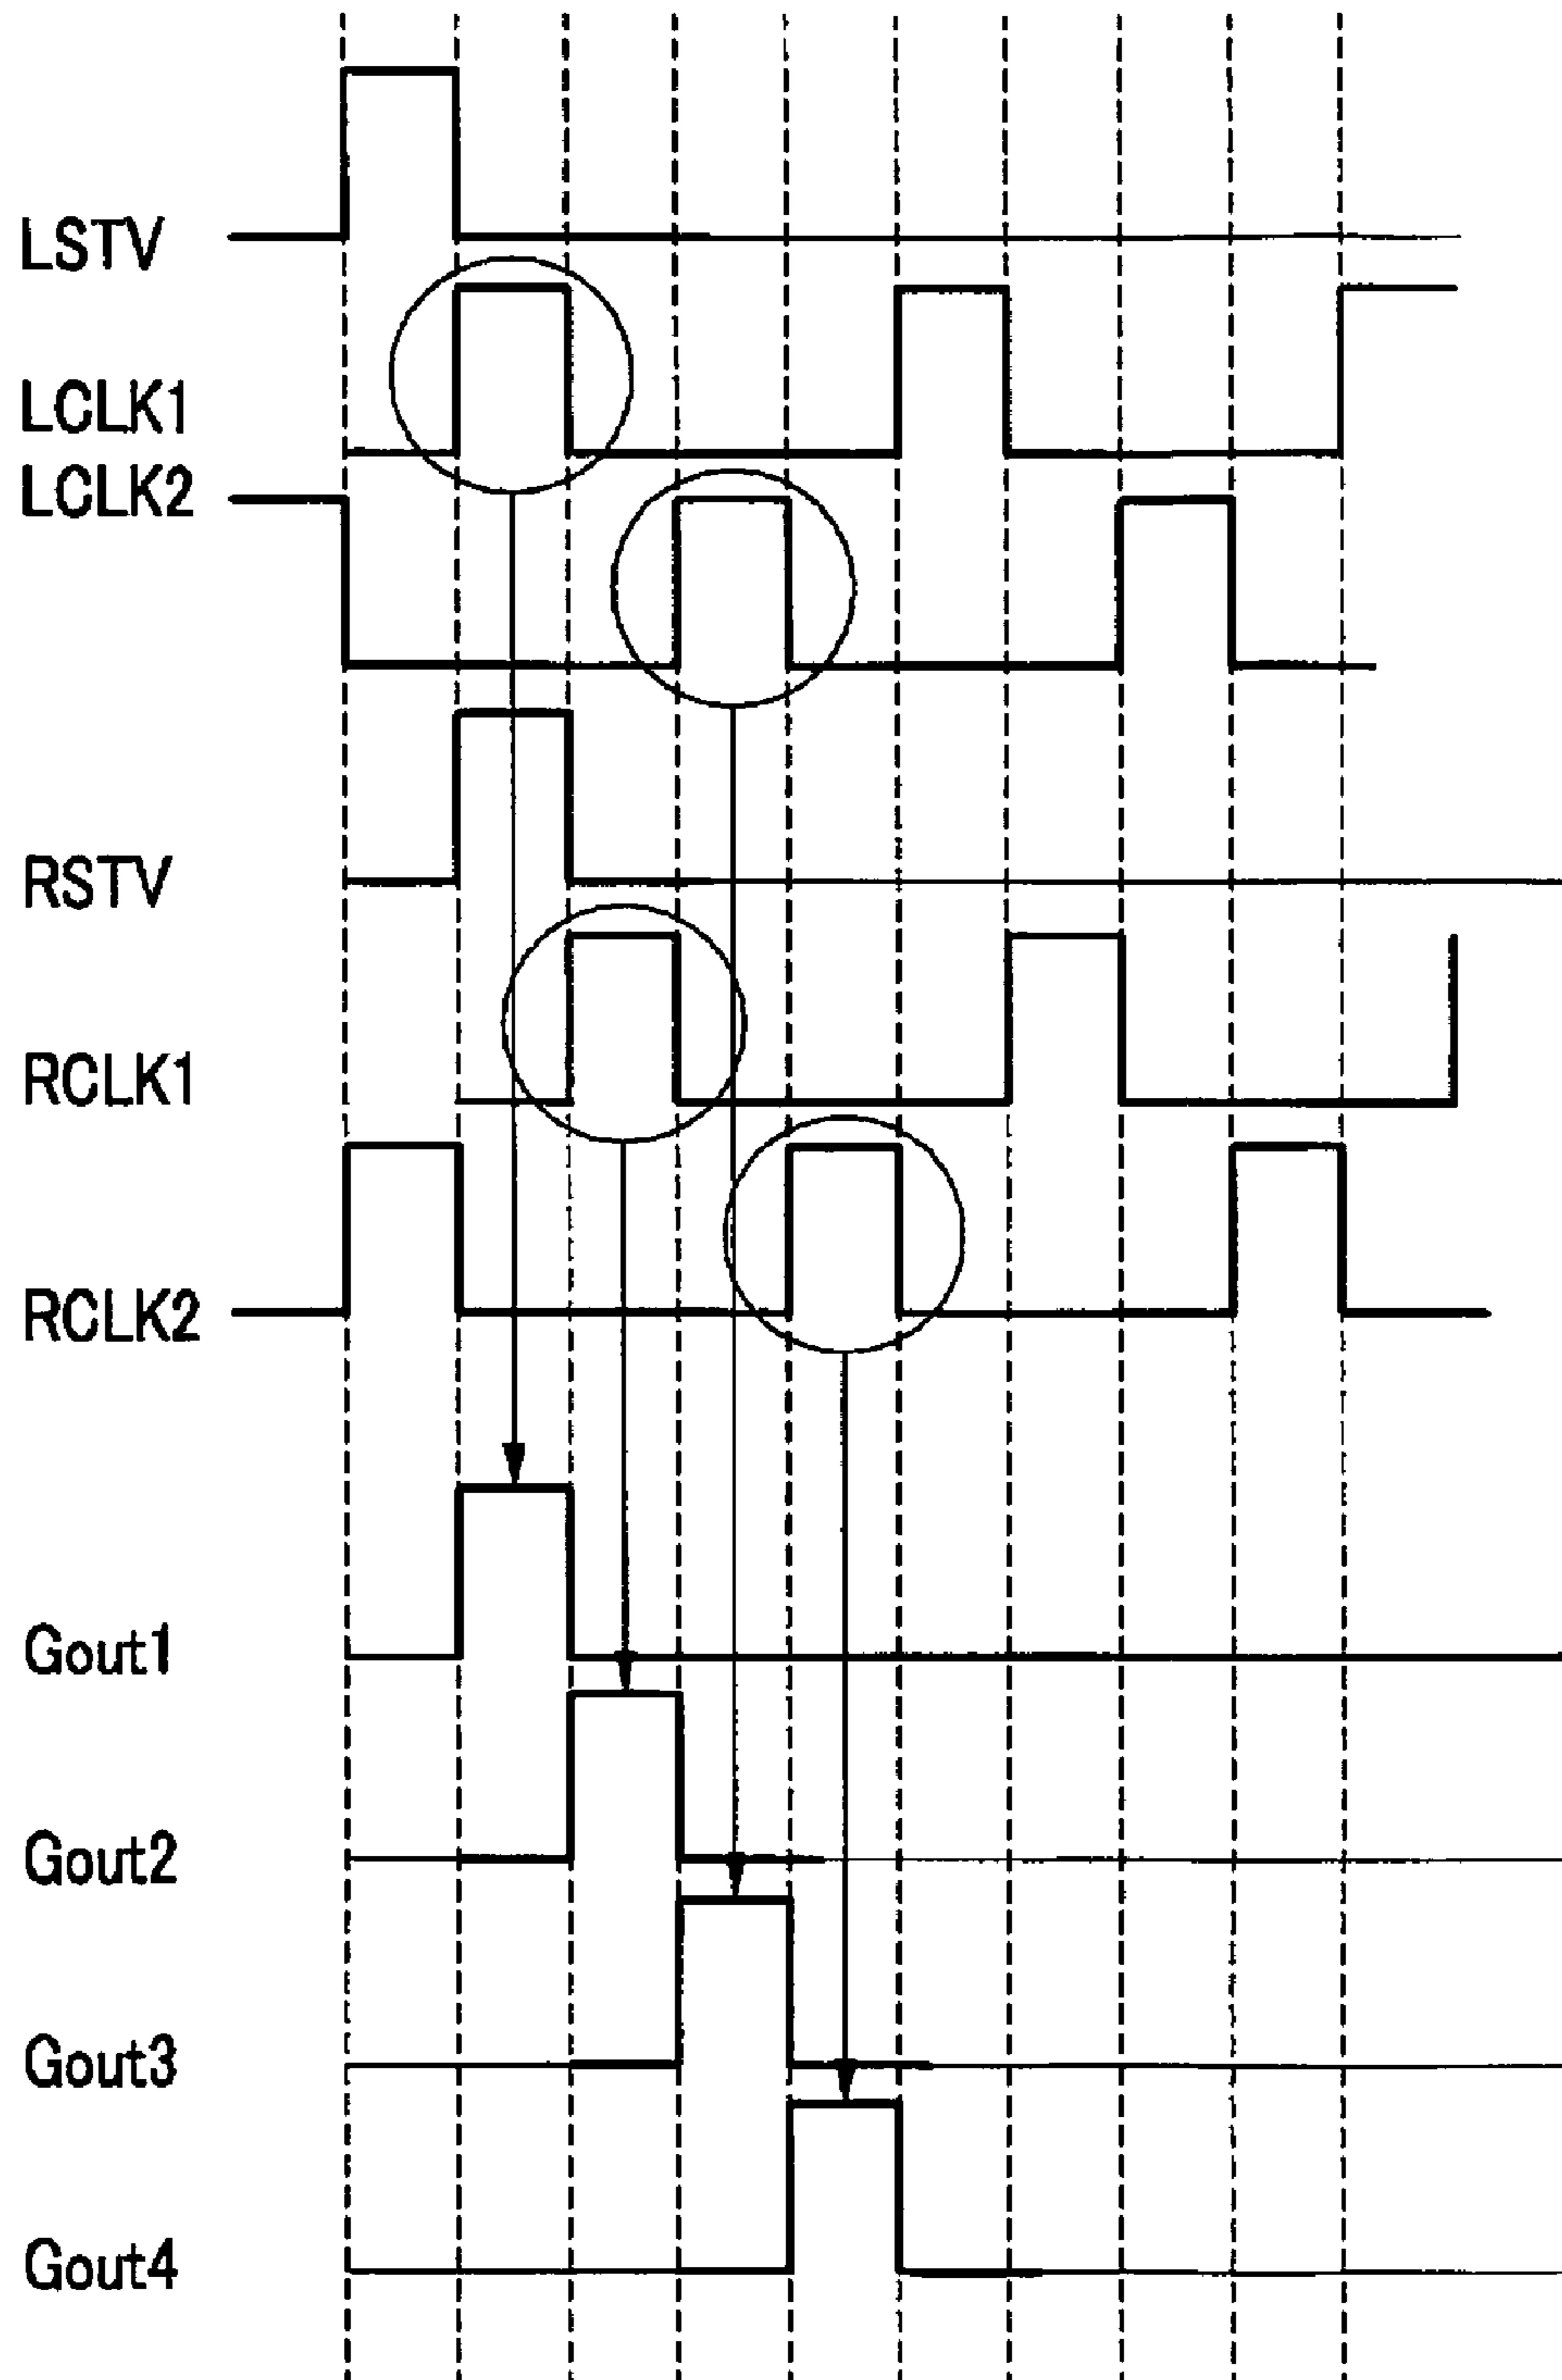 LSTV
LCLK1
LCLK2
RSTV
RCLK1
RCLK2
Gout1
Gout2
Gout3
Gout4